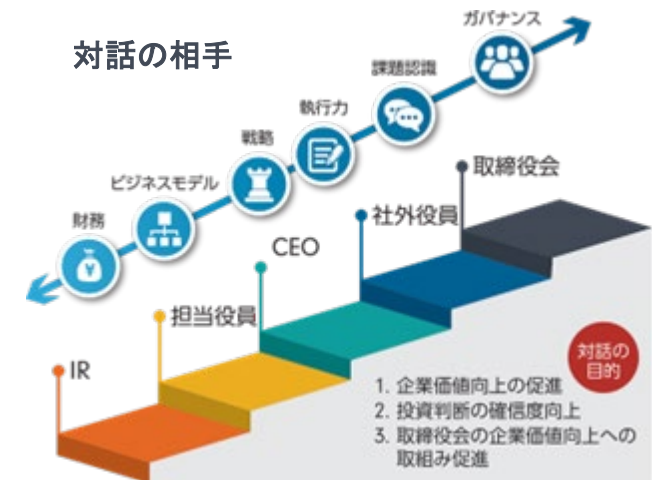 対話の相手
ガバナンス
課題認識
執行力
戦略
ビジネスモデル
財務
¥
取締役会
社外役員
CEO
担当役員
IR
対話の
目的
1. 企業価値向上の促進
2. 投資判断の確信度向上
3. 取締役会の企業価値向上への
取組み促進